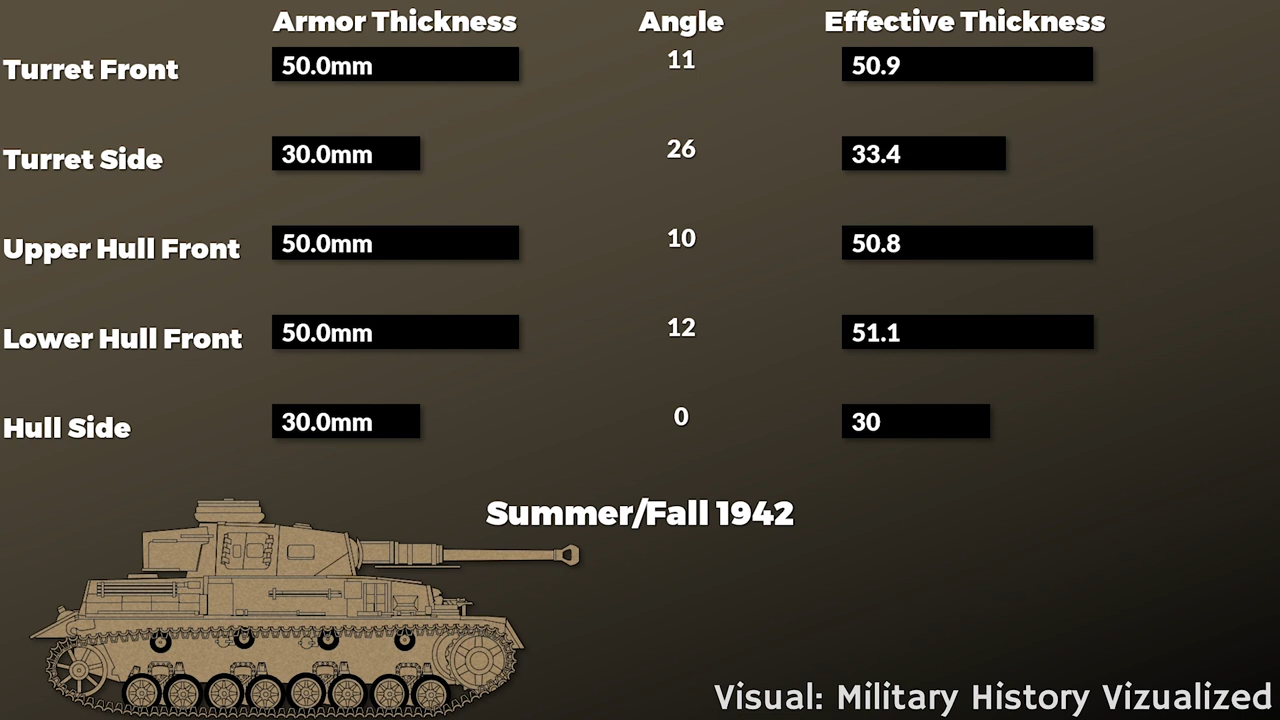 Armor Thickness Angle Effective Thickness
Turret Front 50.0mm 11 50.9
Turret Side 30.0mm 26 33.4
Upper Hull Front 50.0mm 10 50.8
Lower Hull Front 50.0mm 12 51.1
Hull Side 30.0mm 0 30
Summer/Fall 1942
Visual: Military History Vizualized